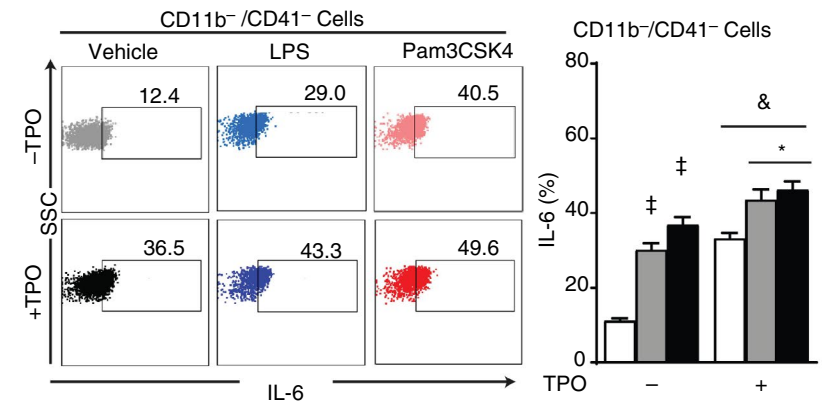 CD11b– /CD41– Cells
Vehicle LPS Pam3CSK4
–TPO
12.4 29.0 40.5
SSC
+TPO
36.5 43.3 49.6
IL-6
CD11b–/CD41– Cells
IL-6 (%)
80
60
40
20
0
‡ ‡
&
*
TPO – +